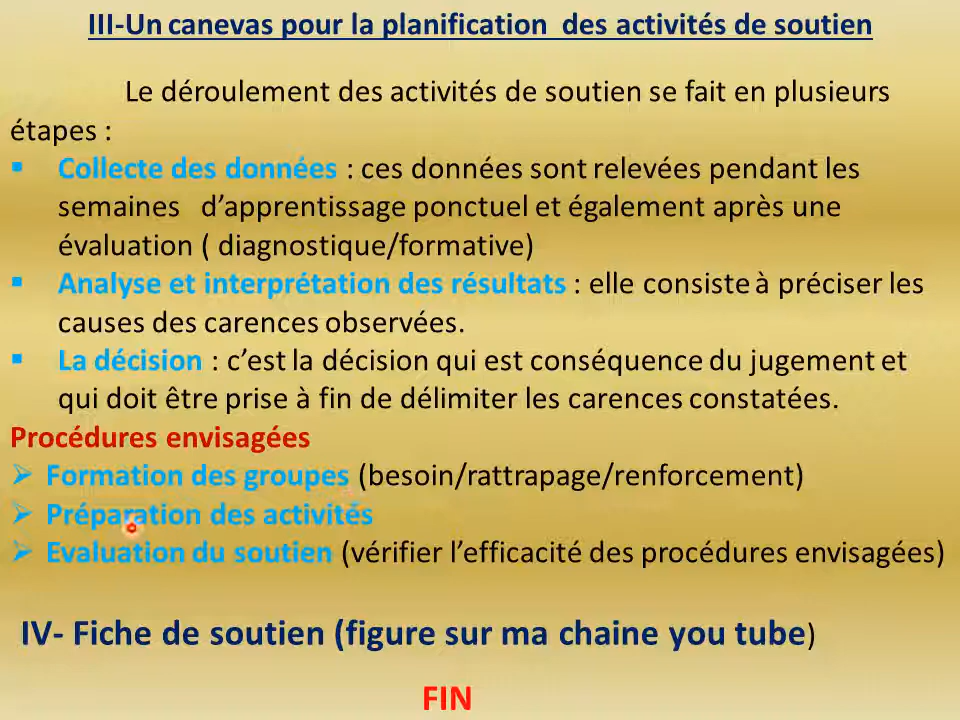 III-Un canevas pour la planification des activités de soutien
Le déroulement des activités de soutien se fait en plusieurs
étapes :
▪ Collecte des données : ces données sont relevées pendant les
semaines d’apprentissage ponctuel et également après une
évaluation ( diagnostique/formative)
▪ Analyse et interprétation des résultats : elle consiste à préciser les
causes des carences observées.
▪ La décision : c’est la décision qui est conséquence du jugement et
qui doit être prise à fin de délimiter les carences constatées.
Procédures envisagées
➢ Formation des groupes (besoin/rattrapage/renforcement)
➢ Préparation des activités
➢ Evaluation du soutien (vérifier l’efficacité des procédures envisagées)
IV- Fiche de soutien (figure sur ma chaine you tube)
FIN